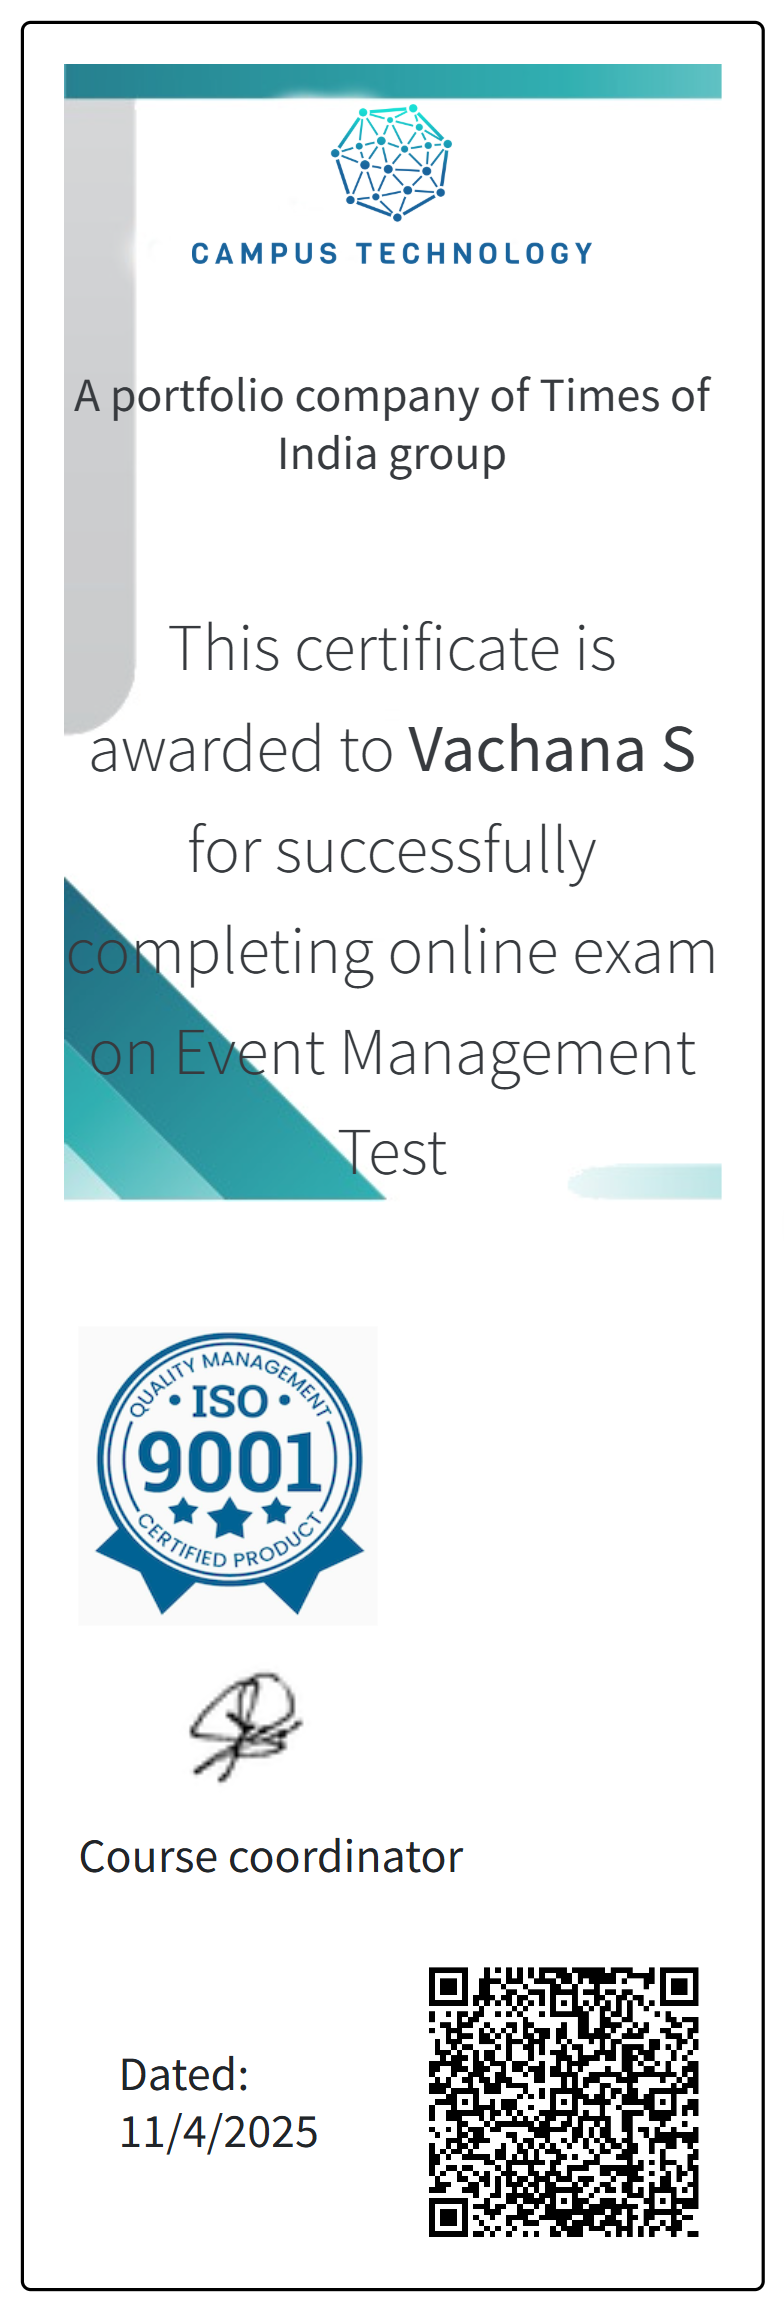 CAMPUS TECHNOLOGY
A portfolio company of Times of
India group
This certificate is
awarded to Vachana S
for successfully
completing online exam
on Event Management
Test
QUALITY MANAGEMENT
• ISO •
9001
CERTIFIED PRODUCT
Course coordinator
Dated:
11/4/2025